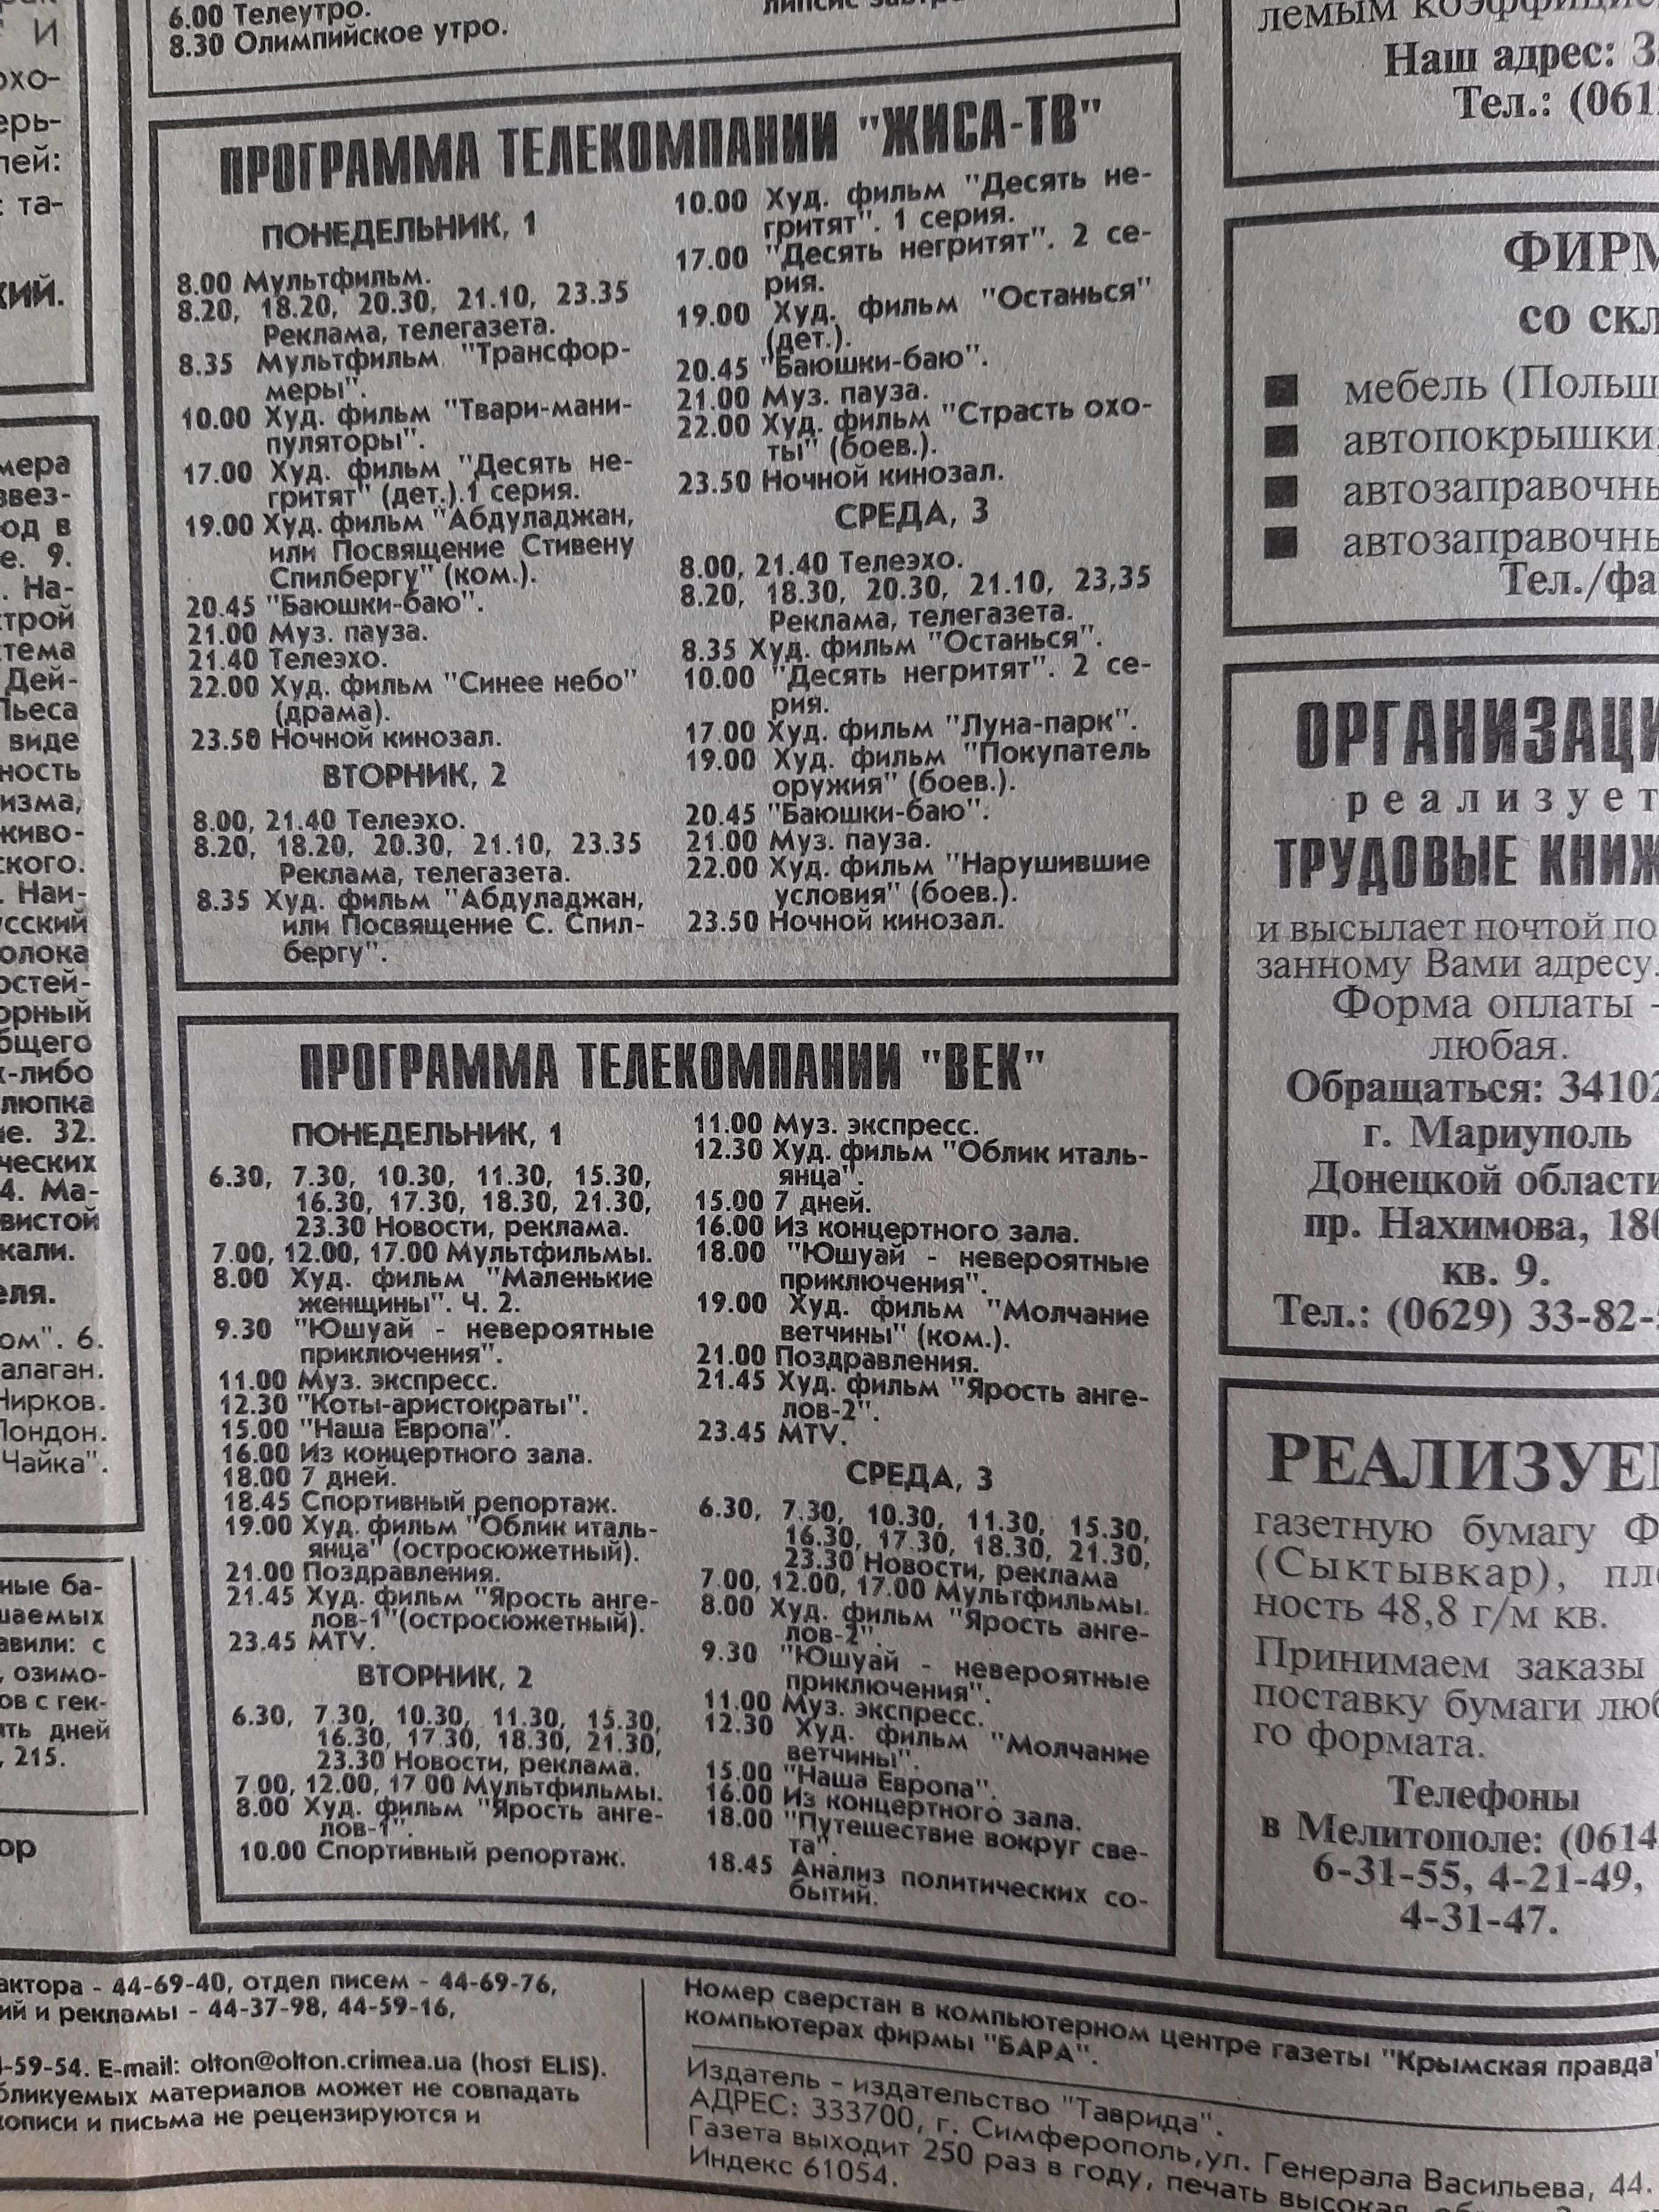 6.00 Телеутро.
8.30 Олимпийское утро.
ПРОГРАММА ТЕЛЕКОМПАНИИ "ЖИСА-ТВ"
ПОНЕДЕЛЬНИК, 1
8.00 Мультфильм.
8.20, 18.20, 20.30, 21.10, 23.35
Реклама, телегазета.
8.35 Мультфильм "Трансфор-
меры".
10.00 Худ. фильм "Твари-мани-
пуляторы".
17.00 Худ. фильм "Десять не-
гритят" (дет.).1 серия.
19.00 Худ. фильм "Абдуладжан,
или Посвящение Стивену
Спилбергу" (ком.).
20.45 "Баюшки-баю".
21.00 Муз. пауза.
21.40 Телеэхо.
22.00 Худ. фильм "Синее небо"
(драма).
23.50 Ночной кинозал.
ВТОРНИК, 2
8.00, 21.40 Телеэхо.
8.20, 18.20, 20.30, 21.10, 23.35
Реклама, телегазета.
8.35 Худ. фильм "Абдуладжан,
или Посвящение С. Спил-
бергу".
10.00 Худ. фильм "Десять не-
гритят". 1 серия.
17.00 "Десять негритят". 2 се-
рия.
19.00 Худ. фильм "Останься"
(дет.).
20.45 "Баюшки-баю".
21.00 Муз. пауза.
22.00 Худ. фильм "Страсть охо-
ты" (боев.).
23.50 Ночной кинозал.
СРЕДА, 3
8.00, 21.40 Телеэхо.
8.20, 18.30, 20.30, 21.10, 23,35
Реклама, телегазета.
8.35 Худ. фильм "Останься".
10.00 "Десять негритят". 2 се-
рия.
17.00 Худ. фильм "Луна-парк".
19.00 Худ. фильм "Покупатель
оружия" (боев.).
20.45 "Баюшки-баю".
21.00 Муз. пауза.
22.00 Худ. фильм "Нарушившие
условия" (боев.).
23.50 Ночной кинозал.
ПРОГРАММА ТЕЛЕКОМПАНИИ "ВЕК"
ПОНЕДЕЛЬНИК, 1
6.30, 7.30, 10.30, 11.30, 15.30,
16.30, 17.30, 18.30, 21.30,
23.30 Новости, реклама.
7.00, 12.00, 17.00 Мультфильмы.
8.00 Худ. фильм "Маленькие
женщины". Ч. 2.
9.30 "Юшуай - невероятные
приключения".
11.00 Муз. экспресс.
12.30 "Коты-аристократы".
15.00 "Наша Европа".
16.00 Из концертного зала.
18.00 7 дней.
18.45 Спортивный репортаж.
19.00 Худ. фильм "Облик италь-
янца" (остросюжетный).
21.00 Поздравления.
21.45 Худ. фильм "Ярость анге-
лов-1"(остросюжетный).
23.45 MTV.
ВТОРНИК, 2
6.30, 7.30, 10.30, 11.30, 15.30,
16.30, 17.30, 18.30, 21.30,
23.30 Новости, реклама.
7.00, 12.00, 17 00 Мультфильмы.
8.00 Худ. фильм "Ярость анге-
лов-1".
10.00 Спортивный репортаж.
11.00 Муз. экспресс.
12.30 Худ. фильм "Облик италь-
янца".
15.00 7 дней.
16.00 Из концертного зала.
18.00 "Юшуай - невероятные
приключения".
19.00 Худ. фильм "Молчание
ветчины" (ком.).
21.00 Поздравления.
21.45 Худ. фильм "Ярость анге-
лов-2".
23.45 MTV.
СРЕДА, 3
6.30, 7.30, 10.30, 11.30, 15.30,
16.30, 17.30, 18.30, 21.30,
23.30 Новости, реклама
7.00, 12.00, 17.00 Мультфильмы.
8.00 Худ. фильм "Ярость анге-
лов-2".
9.30 "Юшуай - невероятные
приключения".
11.00 Муз. экспресс.
12.30 Худ. фильм "Молчание
ветчины".
15.00 "Наша Европа".
16.00 Из концертного зала.
18.00 "Путешествие вокруг све-
та".
18.45 Анализ политических со-
бытий.
Наш адрес:
Тел.: (061
ФИРМ
со скл
■ мебель (Польш
■ автопокрышки
■ автозаправочны
■ автозаправочны
Тел./фа
ОРГАНИЗАЦИ
реализует
ТРУДОВЫЕ КНИЖ
и высылает почтой по
занному Вами адресу.
Форма оплаты -
любая.
Обращаться: 34102
г. Мариуполь
Донецкой области
пр. Нахимова, 180
кв. 9.
Тел.: (0629) 33-82-
РЕАЛИЗУЕМ
газетную бумагу Ф
(Сыктывкар), пло
ность 48,8 г/м кв.
Принимаем заказы
поставку бумаги люб
го формата.
Телефоны
в Мелитополе: (0614
6-31-55, 4-21-49,
4-31-47.
актора - 44-69-40, отдел писем - 44-69-76,
ий и рекламы - 44-37-98, 44-59-16,
-59-54. E-mail: olton@olton.crimea.ua (host ELIS).
бликуемых материалов может не совпадать
кописи и письма не рецензируются и
Номер сверстан в компьютерном центре газеты "Крымская правда"
компьютерах фирмы "БАРА".
Издатель - издательство "Таврида".
АДРЕС: 333700, г. Симферополь,ул. Генерала Васильева, 44.
Газета выходит 250 раз в году, печать высокая,
Индекс 61054.